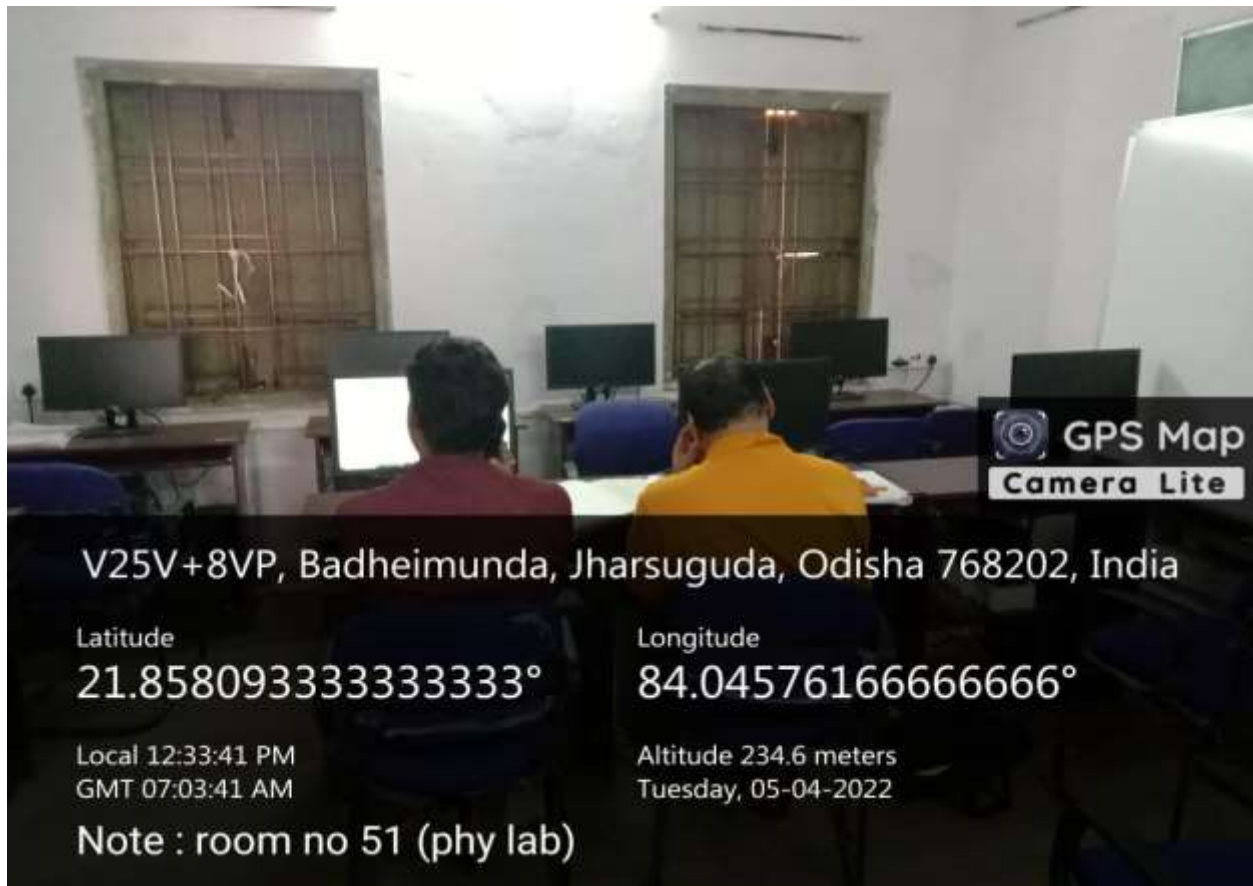 GPS Map
Camera Lite
V25V+8VP, Badheimunda, Jharsuguda, Odisha 768202, India
Latitude
21.858093333333333°
Longitude
84.04576166666666°
Local 12:33:41 PM
GMT 07:03:41 AM
Altitude 234.6 meters
Tuesday, 05-04-2022
Note : room no 51 (phy lab)